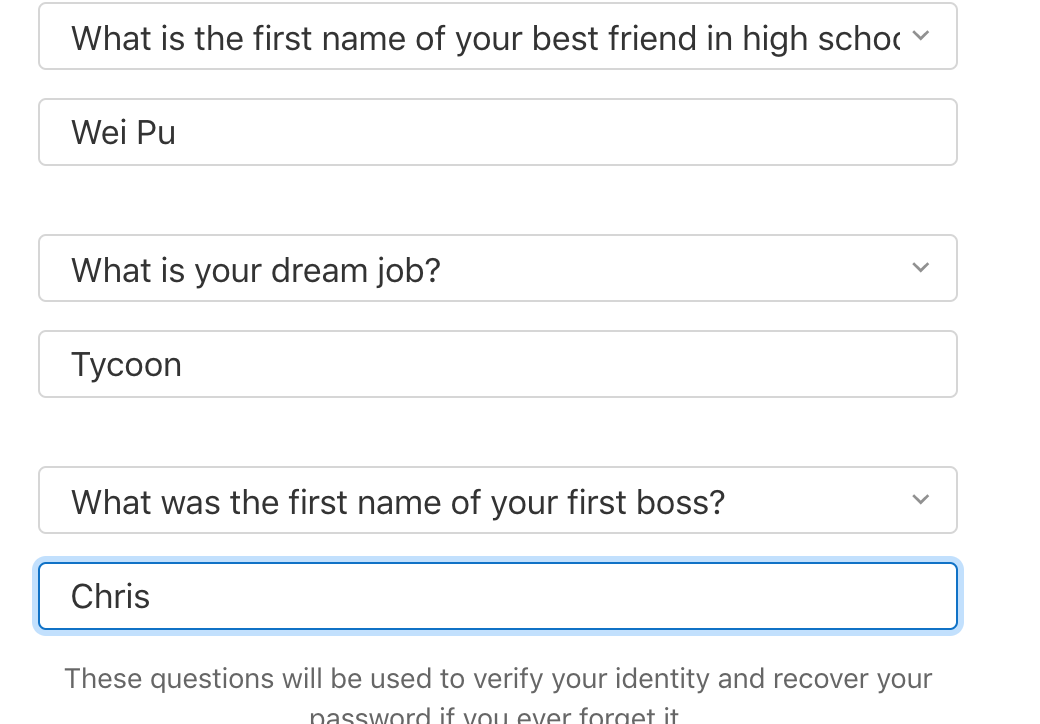 What is the first name of your best friend in high schoo
Wei Pu
What is your dream job?
Tycoon
What was the first name of your first boss?
Chris
These questions will be used to verify your identity and recover your
password if you ever forget it.